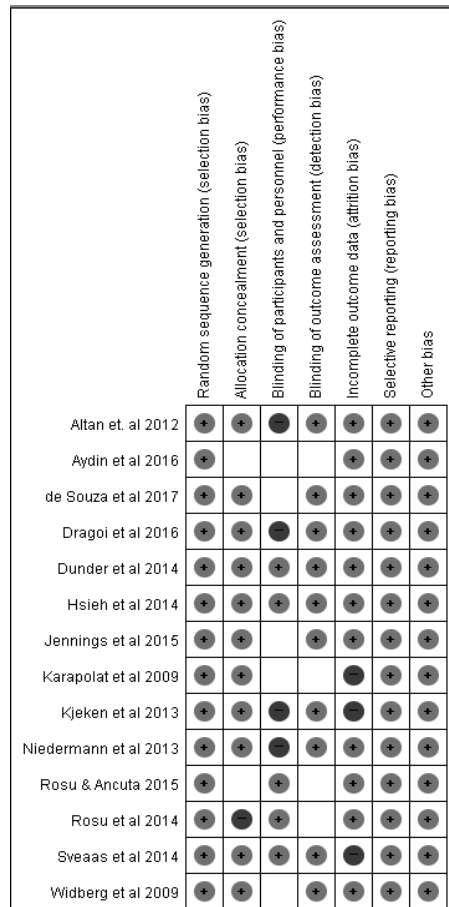 Random sequence generation (selection bias)
Allocation concealment (selection bias)
Blinding of participants and personnel (performance bias)
Blinding of outcome assessment (detection bias)
Incomplete outcome data (attrition bias)
Selective reporting (reporting bias)
Other bias
Altan et. al 2012 + + - + + + +
Aydin et al 2016 + + + +
de Souza et al 2017 + + + + + +
Dragoi et al 2016 + + - + + + +
Dunder et al 2014 + + + + + + +
Hsieh et al 2014 + + + + + + +
Jennings et al 2015 + + + + + +
Karapolat et al 2009 + + - + +
Kjeken et al 2013 + + - + - + +
Niedermann et al 2013 + + - + + + +
Rosu & Ancuta 2015 + + + + +
Rosu et al 2014 + - + + + +
Sveaas et al 2014 + + + + - + +
Widberg et al 2009 + + + + + +